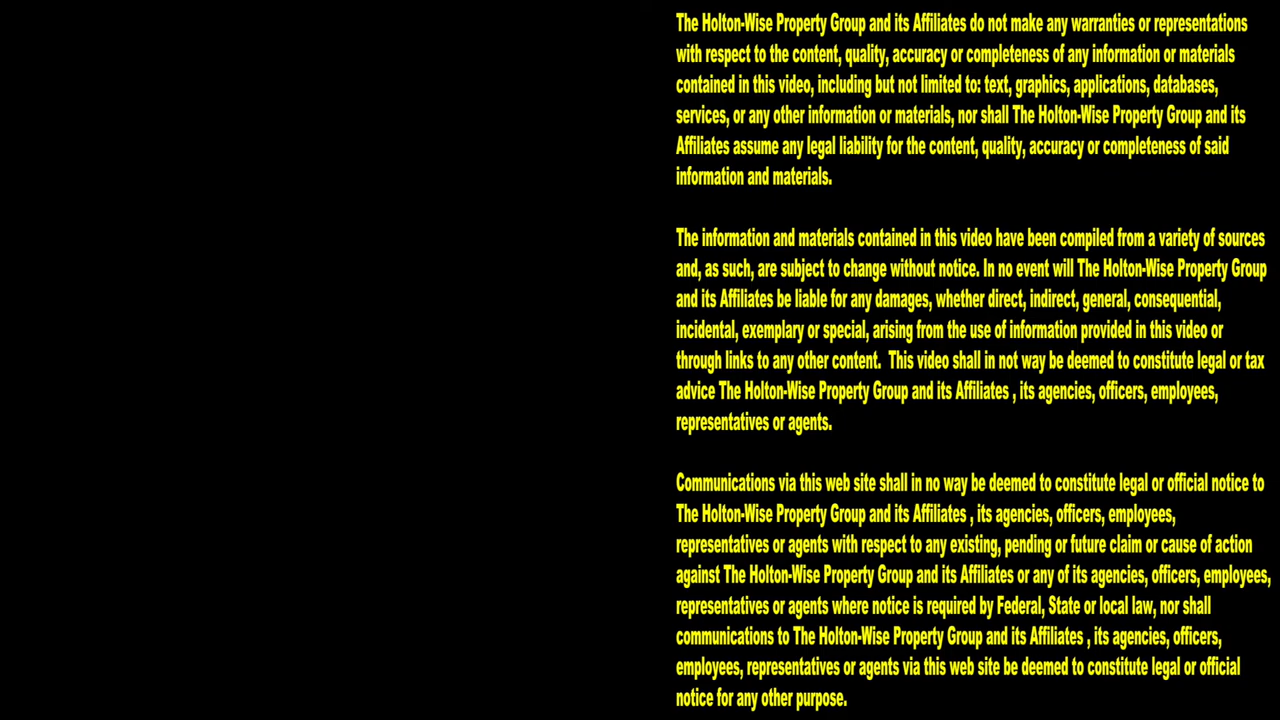 The Holton-Wise Property Group and its Affiliates do not make any warranties or representations
with respect to the content, quality, accuracy or completeness of any information or materials
contained in this video, including but not limited to: text, graphics, applications, databases,
services, or any other information or materials, nor shall The Holton-Wise Property Group and its
Affiliates assume any legal liability for the content, quality, accuracy or completeness of said
information and materials.
The information and materials contained in this video have been compiled from a variety of sources
and, as such, are subject to change without notice. In no event will The Holton-Wise Property Group
and its Affiliates be liable for any damages, whether direct, indirect, general, consequential,
incidental, exemplary or special, arising from the use of information provided in this video or
through links to any other content.  This video shall in not way be deemed to constitute legal or tax
advice The Holton-Wise Property Group and its Affiliates , its agencies, officers, employees,
representatives or agents.
Communications via this web site shall in no way be deemed to constitute legal or official notice to
The Holton-Wise Property Group and its Affiliates , its agencies, officers, employees,
representatives or agents with respect to any existing, pending or future claim or cause of action
against The Holton-Wise Property Group and its Affiliates or any of its agencies, officers, employees,
representatives or agents where notice is required by Federal, State or local law, nor shall
communications to The Holton-Wise Property Group and its Affiliates , its agencies, officers,
employees, representatives or agents via this web site be deemed to constitute legal or official
notice for any other purpose.